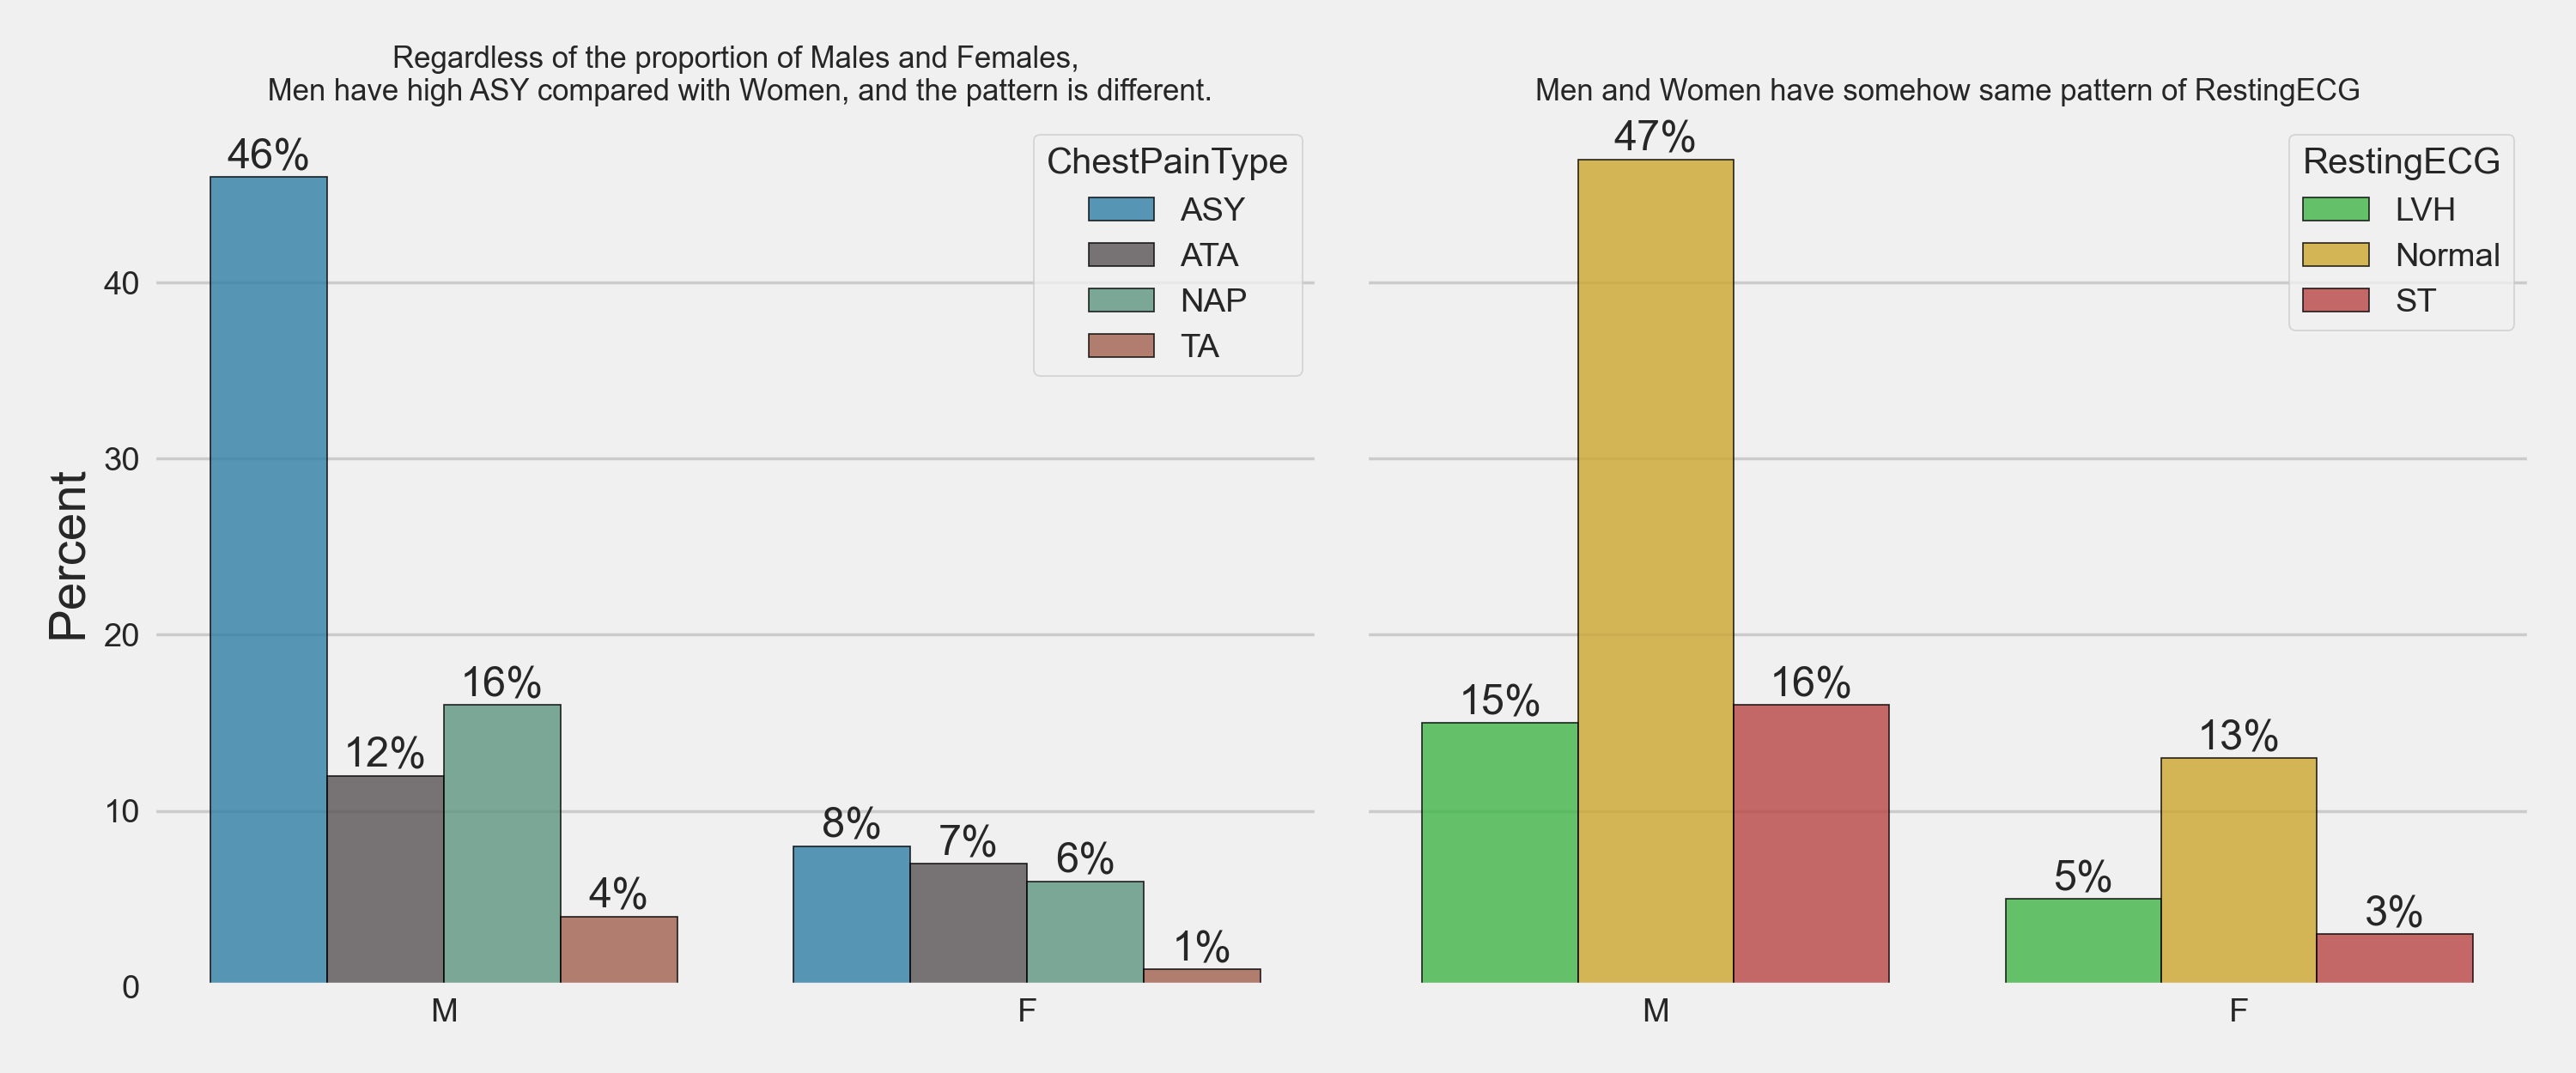 Regardless of the proportion of Males and Females,
Men have high ASY compared with Women, and the pattern is different.
46%
12%
16%
4%
8%
7%
6%
1%
ChestPainType
ASY
ATA
NAP
TA
Percent
40
30
20
10
0
M
F
Men and Women have somehow same pattern of RestingECG
47%
15%
16%
13%
5%
3%
RestingECG
LVH
Normal
ST
M
F